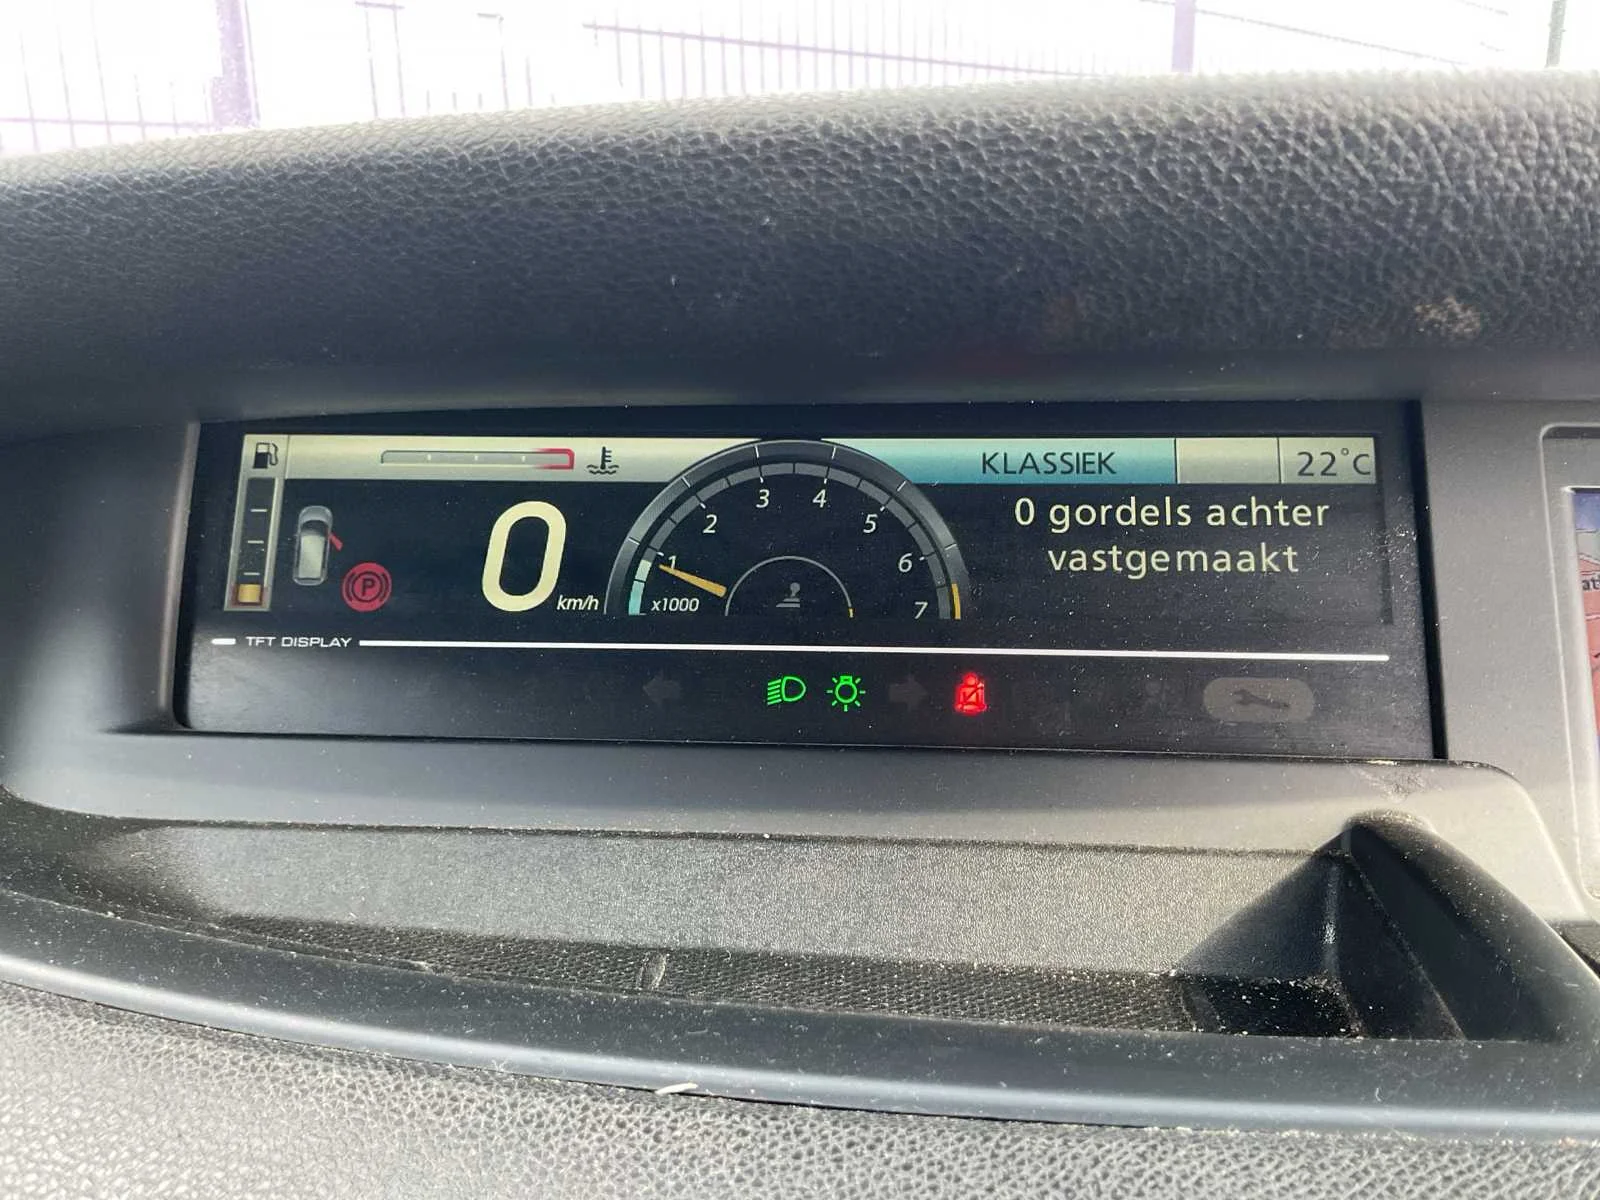 KLASSIEK
22°C
0 gordels achter
vastgemaakt
P
0 km/h
1 2 3 4 5 6 7
x1000
TFT DISPLAY